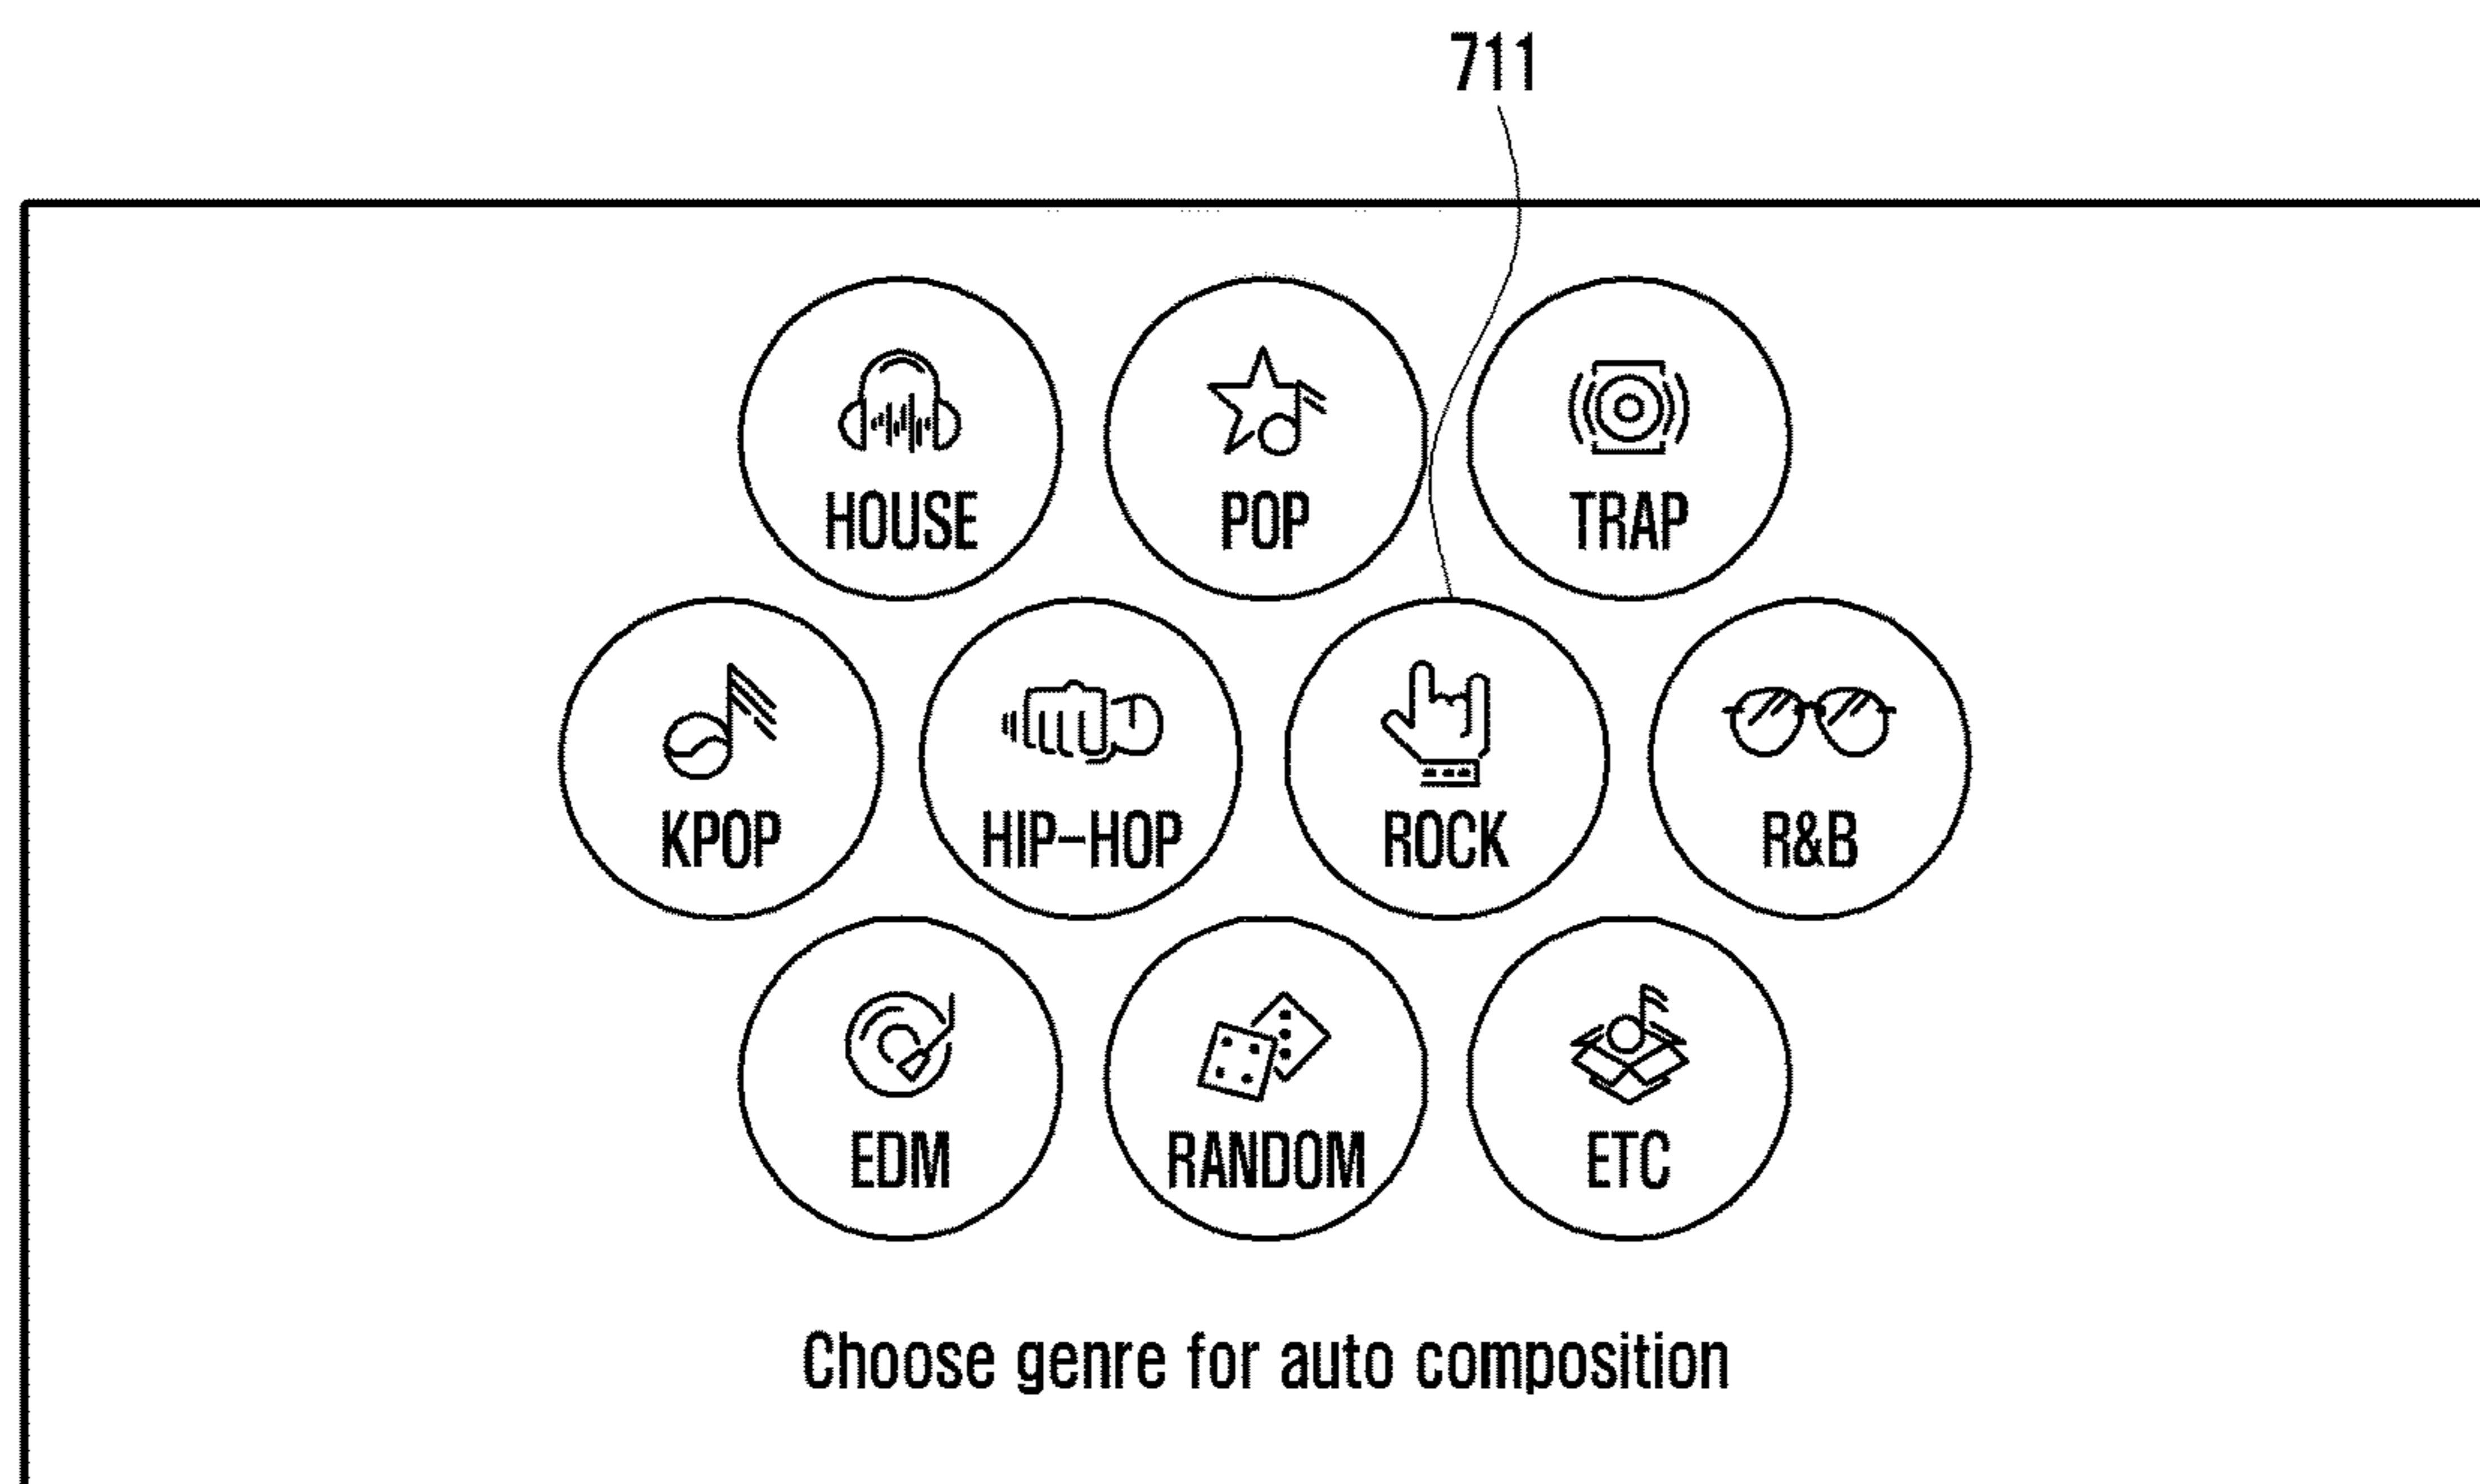 711
HOUSE POP TRAP
KPOP HIP-HOP ROCK R&B
EDM RANDOM ETC
Choose genre for auto composition